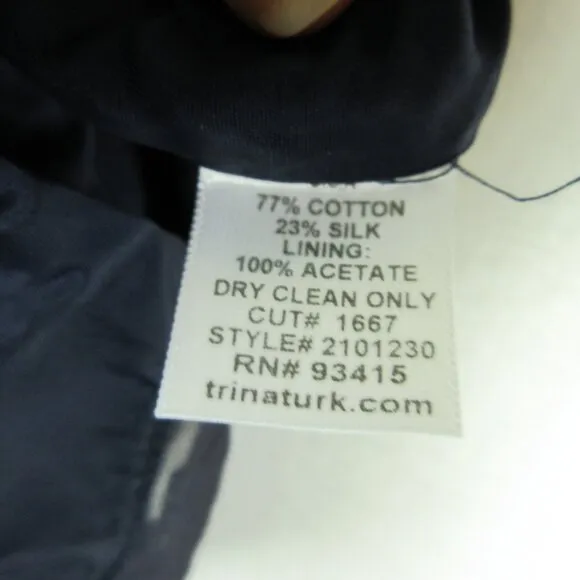 77% COTTON
23% SILK
LINING:
100% ACETATE
DRY CLEAN ONLY
CUT# 1667
STYLE# 2101230
RN# 93415
trinaturk.com